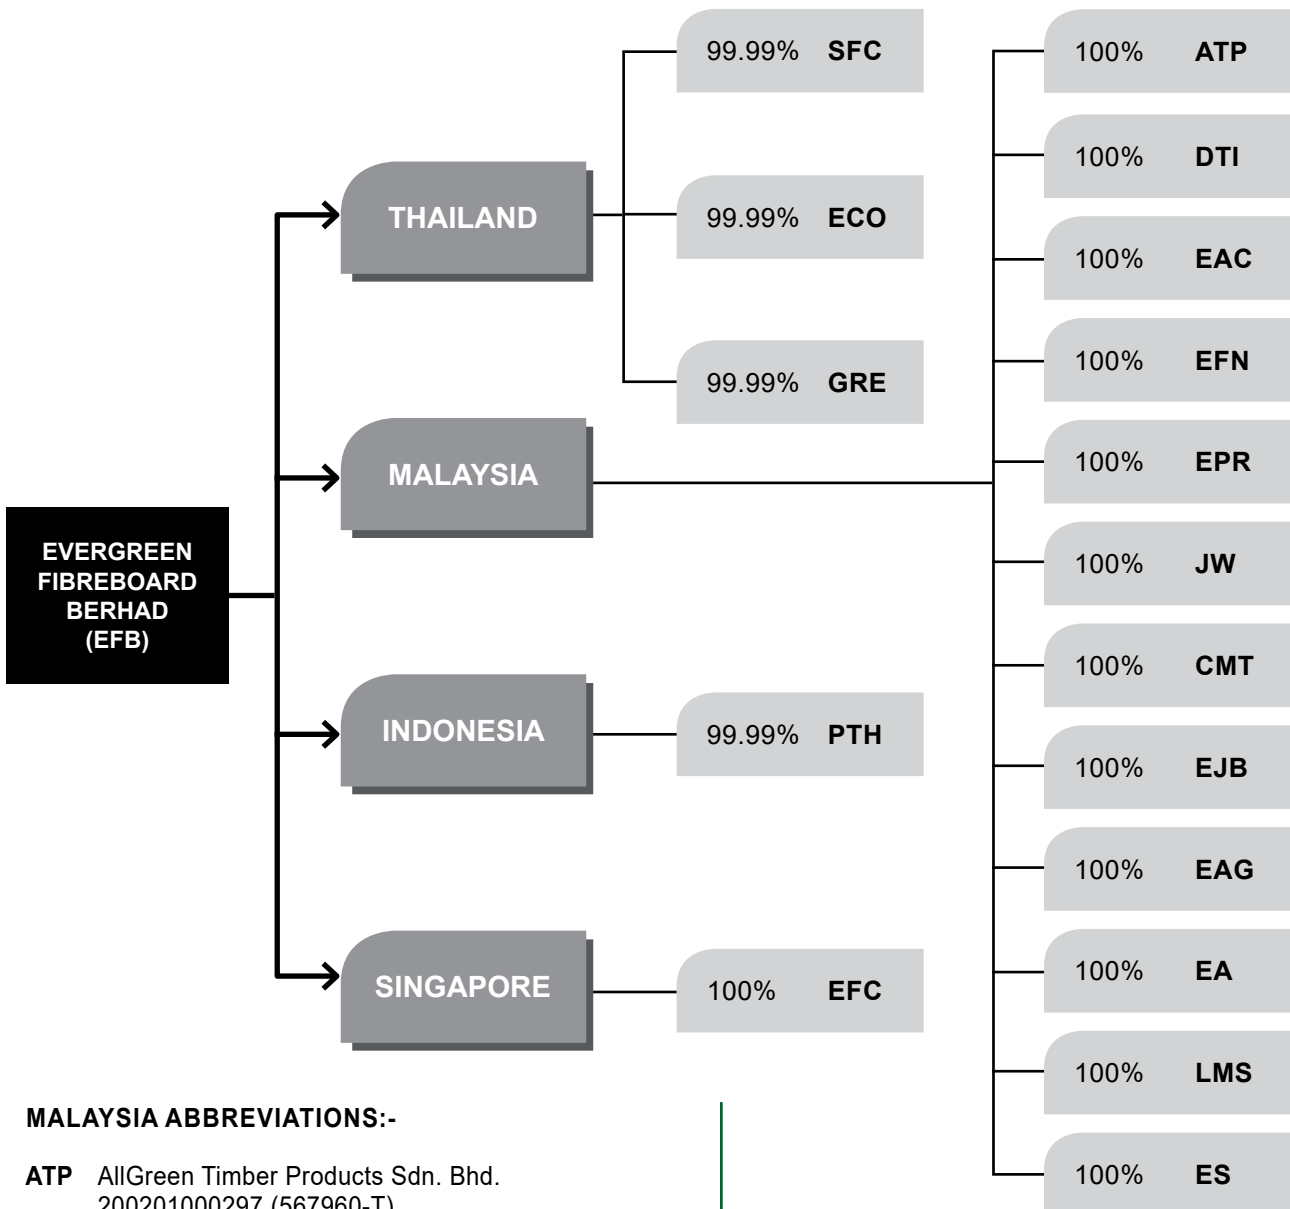 EVERGREEN
FIBREBOARD
BERHAD
(EFB)
THAILAND
99.99% SFC
99.99% ECO
99.99% GRE
MALAYSIA
100% ATP
100% DTI
100% EAC
100% EFN
100% EPR
100% JW
100% CMT
100% EJB
100% EAG
100% EA
100% LMS
100% ES
INDONESIA
99.99% PTH
SINGAPORE
100% EFC
MALAYSIA ABBREVIATIONS:-
ATP AllGreen Timber Products Sdn. Bhd.
200201000297 (567960-T)